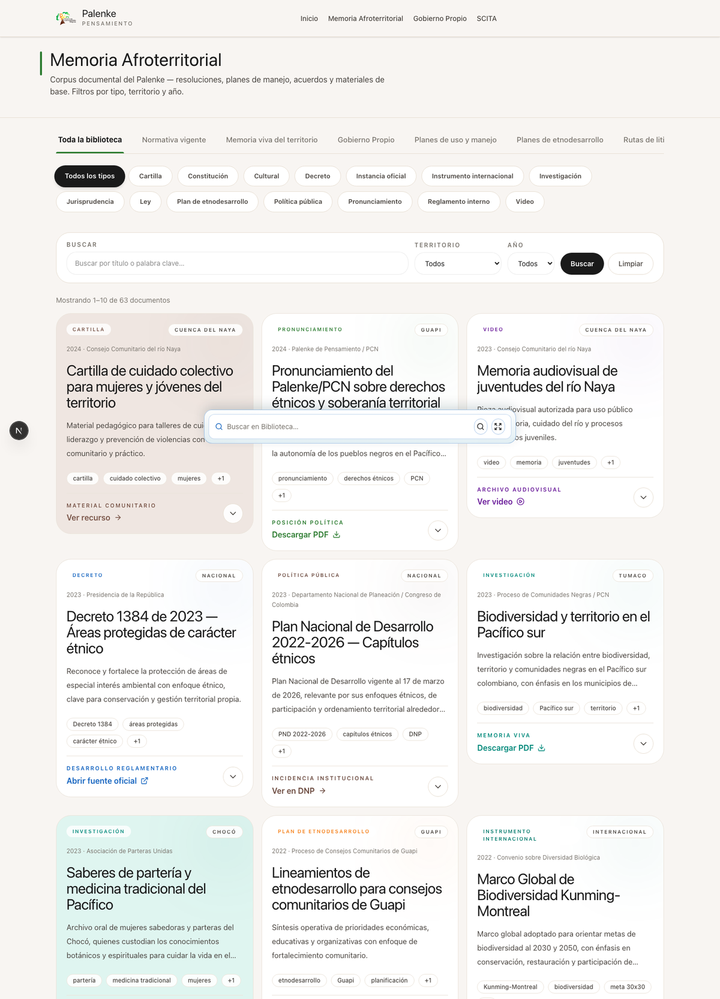 Palenke
PENSAMIENTO
Inicio
Memoria Afroterritorial
Gobierno Propio
SCITA
Memoria Afroterritorial
Corpus documental del Palenke — resoluciones, planes de manejo, acuerdos y materiales de
base. Filtros por tipo, territorio y año.
Toda la biblioteca
Normativa vigente
Memoria viva del territorio
Gobierno Propio
Planes de uso y manejo
Planes de etnodesarrollo
Rutas de liti
Todos los tipos
Cartilla
Constitución
Cultural
Decreto
Instancia oficial
Instrumento internacional
Investigación
Jurisprudencia
Ley
Plan de etnodesarrollo
Política pública
Pronunciamiento
Reglamento interno
Video
BUSCAR
TERRITORIO
AÑO
Buscar por título o palabra clave...
Todos
Todos
Buscar
Limpiar
Mostrando 1–10 de 63 documentos
CARTILLA
CUENCA DEL NAYA
2024 · Consejo Comunitario del río Naya
Cartilla de cuidado colectivo
para mujeres y jóvenes del
territorio
Material pedagógico para talleres de cui
liderazgo y prevención de violencias con
comunitario y práctico.
cartilla
cuidado colectivo
mujeres
+1
MATERIAL COMUNITARIO
Ver recurso
PRONUNCIAMIENTO
GUAPI
2024 · Palenke de Pensamiento / PCN
Pronunciamiento del
Palenke/PCN sobre derechos
étnicos y soberanía territorial
la autonomía de los pueblos negros en el Pacífico...
pronunciamiento
derechos étnicos
PCN
+1
POSICIÓN POLÍTICA
Descargar PDF
VIDEO
CUENCA DEL NAYA
2023 · Consejo Comunitario del río Naya
Memoria audiovisual de
juventudes del río Naya
Pieza audiovisual autorizada para uso público
oria, cuidado del río y procesos
os juveniles.
video
memoria
juventudes
+1
ARCHIVO AUDIOVISUAL
Ver video
Buscar en Biblioteca...
N
DECRETO
NACIONAL
2023 · Presidencia de la República
Decreto 1384 de 2023 —
Áreas protegidas de carácter
étnico
Reconoce y fortalece la protección de áreas de
especial interés ambiental con enfoque étnico,
clave para conservación y gestión territorial propia.
Decreto 1384
áreas protegidas
carácter étnico
+1
DESARROLLO REGLAMENTARIO
Abrir fuente oficial
POLÍTICA PÚBLICA
NACIONAL
2023 · Departamento Nacional de Planeación / Congreso de
Colombia
Plan Nacional de Desarrollo
2022-2026 — Capítulos
étnicos
Plan Nacional de Desarrollo vigente al 17 de marzo
de 2026, relevante por sus enfoques étnicos, de
participación y ordenamiento territorial alrededor...
PND 2022-2026
capítulos étnicos
DNP
+1
INCIDENCIA INSTITUCIONAL
Ver en DNP
INVESTIGACIÓN
TUMACO
2023 · Proceso de Comunidades Negras / PCN
Biodiversidad y territorio en el
Pacífico sur
Investigación sobre la relación entre biodiversidad,
territorio y comunidades negras en el Pacífico sur
colombiano, con énfasis en los municipios de...
biodiversidad
Pacífico sur
territorio
+1
MEMORIA VIVA
Descargar PDF
INVESTIGACIÓN
CHOCÓ
2023 · Asociación de Parteras Unidas
Saberes de partería y
medicina tradicional del
Pacífico
Archivo oral de mujeres sabedoras y parteras del
Chocó, quienes custodian los conocimientos
botánicos y espirituales para cuidar la vida en el...
partería
medicina tradicional
mujeres
+1
PLAN DE ETNODESARROLLO
GUAPI
2022 · Proceso de Consejos Comunitarios de Guapi
Lineamientos de
etnodesarrollo para consejos
comunitarios de Guapi
Síntesis operativa de prioridades económicas,
educativas y organizativas con enfoque de
fortalecimiento comunitario.
etnodesarrollo
Guapi
planificación
+1
INSTRUMENTO
INTERNACIONAL
INTERNACIONAL
2022 · Convenio sobre Diversidad Biológica
Marco Global de
Biodiversidad Kunming-
Montreal
Marco global adoptado para orientar metas de
biodiversidad al 2030 y 2050, con énfasis en
conservación, restauración y participación de...
Kunming-Montreal
biodiversidad
meta 30x30